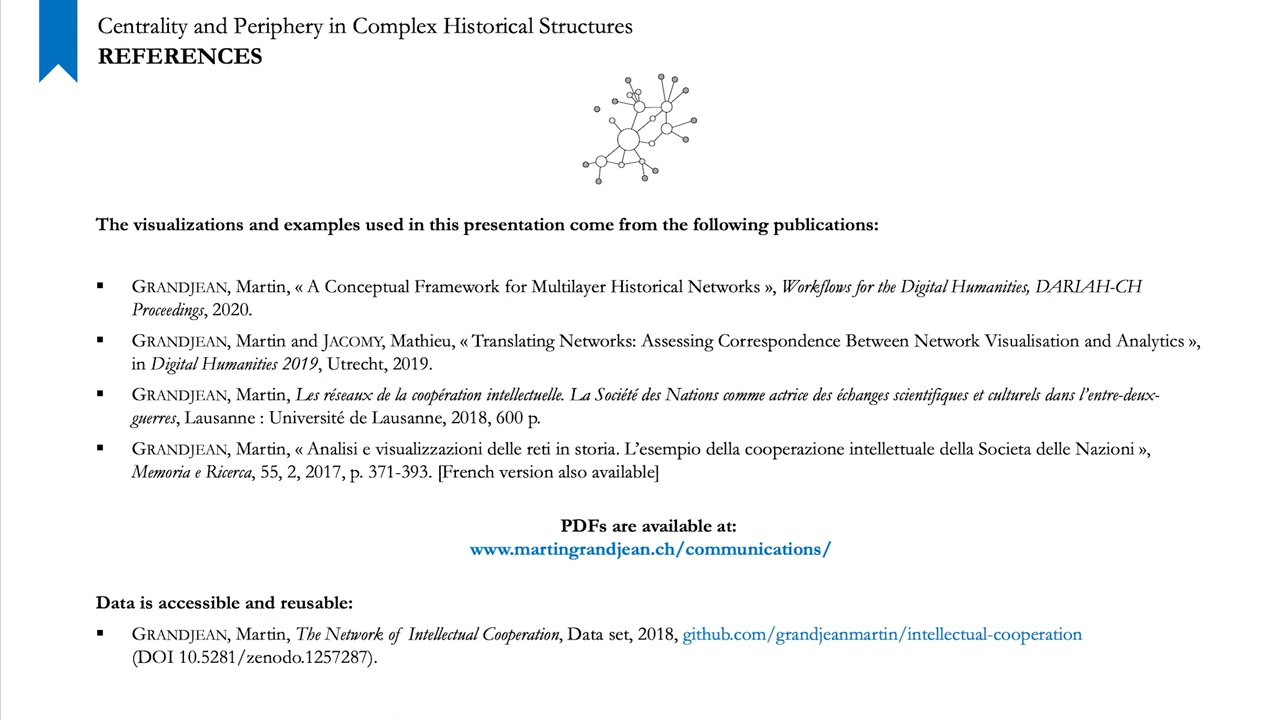 Centrality and Periphery in Complex Historical Structures
REFERENCES
The visualizations and examples used in this presentation come from the following publications:
▪ GRANDJEAN, Martin, « A Conceptual Framework for Multilayer Historical Networks », Workflows for the Digital Humanities, DARIAH-CH
Proceedings, 2020.
▪ GRANDJEAN, Martin and JACOMY, Mathieu, « Translating Networks: Assessing Correspondence Between Network Visualisation and Analytics »,
in Digital Humanities 2019, Utrecht, 2019.
▪ GRANDJEAN, Martin, Les réseaux de la coopération intellectuelle. La Société des Nations comme actrice des échanges scientifiques et culturels dans l'entre-deux-
guerres, Lausanne : Université de Lausanne, 2018, 600 p.
▪ GRANDJEAN, Martin, « Analisi e visualizzazioni delle reti in storia. L'esempio della cooperazione intellettuale della Societa delle Nazioni »,
Memoria e Ricerca, 55, 2, 2017, p. 371-393. [French version also available]
PDFs are available at:
www.martingrandjean.ch/communications/
Data is accessible and reusable:
▪ GRANDJEAN, Martin, The Network of Intellectual Cooperation, Data set, 2018, github.com/grandjeanmartin/intellectual-cooperation
(DOI 10.5281/zenodo.1257287).